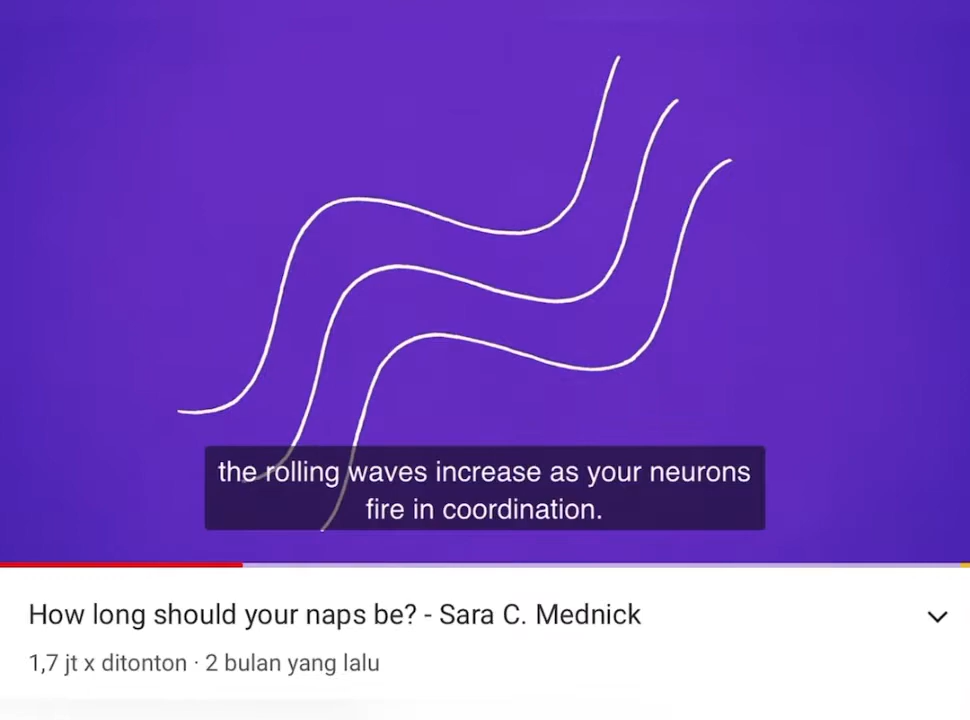 the rolling waves increase as your neurons
fire in coordination.
How long should your naps be? - Sara C. Mednick
1,7 jt x ditonton · 2 bulan yang lalu